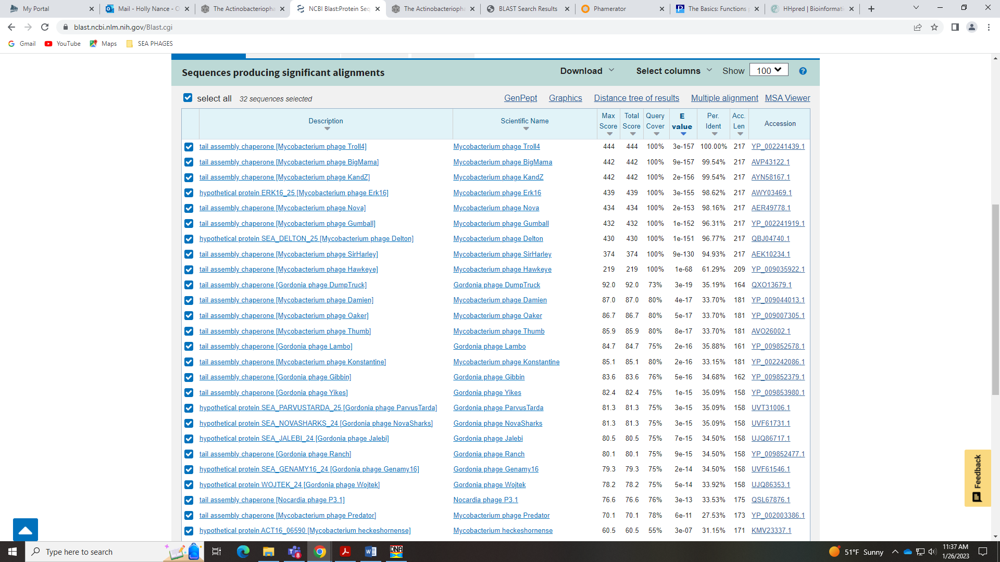 My Portal
Mail - Holly Nance - O
The Actinobacteriopha
NCBI Blast:Protein Seq
The Actinobacteriopha
BLAST Search Results
Phamerator
The Basics: Functions
HHpred | Bioinformati
blast.ncbi.nlm.nih.gov/Blast.cgi
Gmail YouTube Maps SEA PHAGES
Sequences producing significant alignments Download Select columns Show 100 ?
select all 32 sequences selected GenPept Graphics Distance tree of results Multiple alignment MSA Viewer
Description Scientific Name Max Score Total Score Query Cover E value Per. Ident Acc. Len Accession
tail assembly chaperone [Mycobacterium phage Troll4] Mycobacterium phage Troll4 444 444 100% 3e-157 100.00% 217 YP_002241439.1
tail assembly chaperone [Mycobacterium phage BigMama] Mycobacterium phage BigMama 442 442 100% 9e-157 99.54% 217 AVP43122.1
tail assembly chaperone [Mycobacterium phage KandZ] Mycobacterium phage KandZ 442 442 100% 2e-156 99.54% 217 AYN58167.1
hypothetical protein ERK16_25 [Mycobacterium phage Erk16] Mycobacterium phage Erk16 439 439 100% 3e-155 98.62% 217 AWY03469.1
tail assembly chaperone [Mycobacterium phage Nova] Mycobacterium phage Nova 434 434 100% 2e-153 98.16% 217 AER49778.1
tail assembly chaperone [Mycobacterium phage Gumball] Mycobacterium phage Gumball 432 432 100% 1e-152 96.31% 217 YP_002241919.1
hypothetical protein SEA_DELTON_25 [Mycobacterium phage Delton] Mycobacterium phage Delton 430 430 100% 1e-151 96.77% 217 QBJ04740.1
tail assembly chaperone [Mycobacterium phage SirHarley] Mycobacterium phage SirHarley 374 374 100% 9e-130 94.93% 217 AEK10234.1
tail assembly chaperone [Mycobacterium phage Hawkeye] Mycobacterium phage Hawkeye 219 219 100% 1e-68 61.29% 209 YP_009035922.1
tail assembly chaperone [Gordonia phage DumpTruck] Gordonia phage DumpTruck 92.0 92.0 73% 3e-19 35.19% 164 QXO13679.1
tail assembly chaperone [Mycobacterium phage Damien] Mycobacterium phage Damien 87.0 87.0 80% 4e-17 33.70% 181 YP_009044013.1
tail assembly chaperone [Mycobacterium phage Oaker] Mycobacterium phage Oaker 86.7 86.7 80% 5e-17 33.70% 181 YP_009007305.1
tail assembly chaperone [Mycobacterium phage Thumb] Mycobacterium phage Thumb 85.9 85.9 80% 8e-17 33.70% 181 AVO26002.1
tail assembly chaperone [Gordonia phage Lambo] Gordonia phage Lambo 84.7 84.7 75% 2e-16 35.88% 161 YP_009852578.1
tail assembly chaperone [Mycobacterium phage Konstantine] Mycobacterium phage Konstantine 85.1 85.1 80% 2e-16 33.15% 181 YP_002242086.1
tail assembly chaperone [Gordonia phage Gibbin] Gordonia phage Gibbin 83.6 83.6 76% 5e-16 34.68% 162 YP_009852379.1
tail assembly chaperone [Gordonia phage Yikes] Gordonia phage Yikes 82.4 82.4 75% 1e-15 35.09% 158 YP_009853980.1
hypothetical protein SEA_PARVUSTARDA_25 [Gordonia phage ParvusTarda] Gordonia phage ParvusTarda 81.3 81.3 75% 3e-15 35.09% 158 UVT31006.1
hypothetical protein SEA_NOVASHARKS_24 [Gordonia phage NovaSharks] Gordonia phage NovaSharks 81.3 81.3 75% 3e-15 35.09% 158 UVF61731.1
hypothetical protein SEA_JALEBI_24 [Gordonia phage Jalebi] Gordonia phage Jalebi 80.5 80.5 75% 7e-15 34.50% 158 UJQ86717.1
tail assembly chaperone [Gordonia phage Ranch] Gordonia phage Ranch 80.1 80.1 75% 9e-15 34.50% 158 YP_009852477.1
hypothetical protein SEA_GENAMY16_24 [Gordonia phage Genamy16] Gordonia phage Genamy16 79.3 79.3 75% 2e-14 34.50% 158 UVF61546.1
hypothetical protein WOJTEK_24 [Gordonia phage Wojtek] Gordonia phage Wojtek 78.2 78.2 75% 5e-14 33.92% 158 UJQ86353.1
tail assembly chaperone [Nocardia phage P3.1] Nocardia phage P3.1 76.6 76.6 76% 3e-13 33.53% 175 QSL67876.1
tail assembly chaperone [Mycobacterium phage Predator] Mycobacterium phage Predator 70.1 70.1 78% 6e-11 27.53% 173 YP_002003386.1
hypothetical protein ACT16_06590 [Mycobacterium heckeshornense] Mycobacterium heckeshornense 60.5 60.5 55% 3e-07 31.15% 171 KMV23337.1
Feedback
Type here to search
8
DNA
51°F Sunny
11:37 AM
1/26/2023